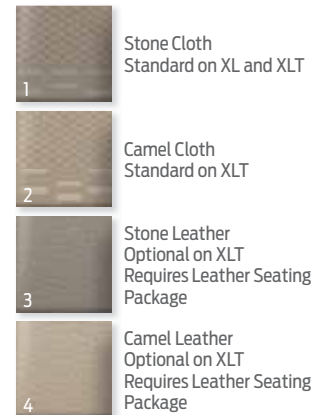 Stone Cloth
Standard on XL and XLT
1
Camel Cloth
Standard on XLT
2
Stone Leather
Optional on XLT
Requires Leather Seating
Package
3
Camel Leather
Optional on XLT
Requires Leather Seating
Package
4